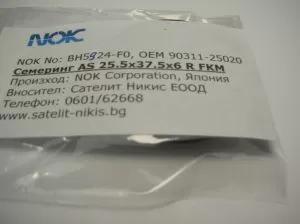 NOK
NOK No: BH5924-F0, OEM 90311-25020
Семеринг AS 25.5x37.5x6 R FKM
Произход: NOK Corporation, Япония
Вносител: Сателит Никис ЕООД
Телефон: 0601/62668
www.satelit-nikis.bg